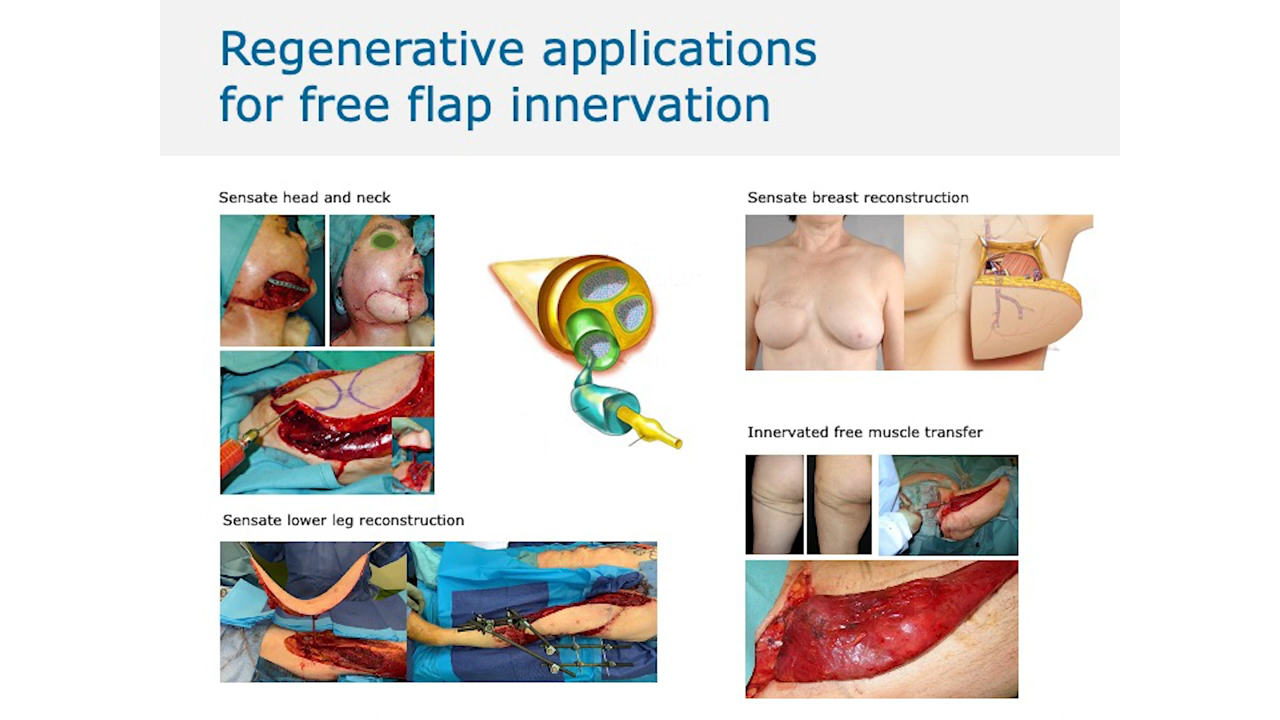 Regenerative applications
for free flap innervation
Sensate head and neck
Sensate breast reconstruction
Innervated free muscle transfer
Sensate lower leg reconstruction